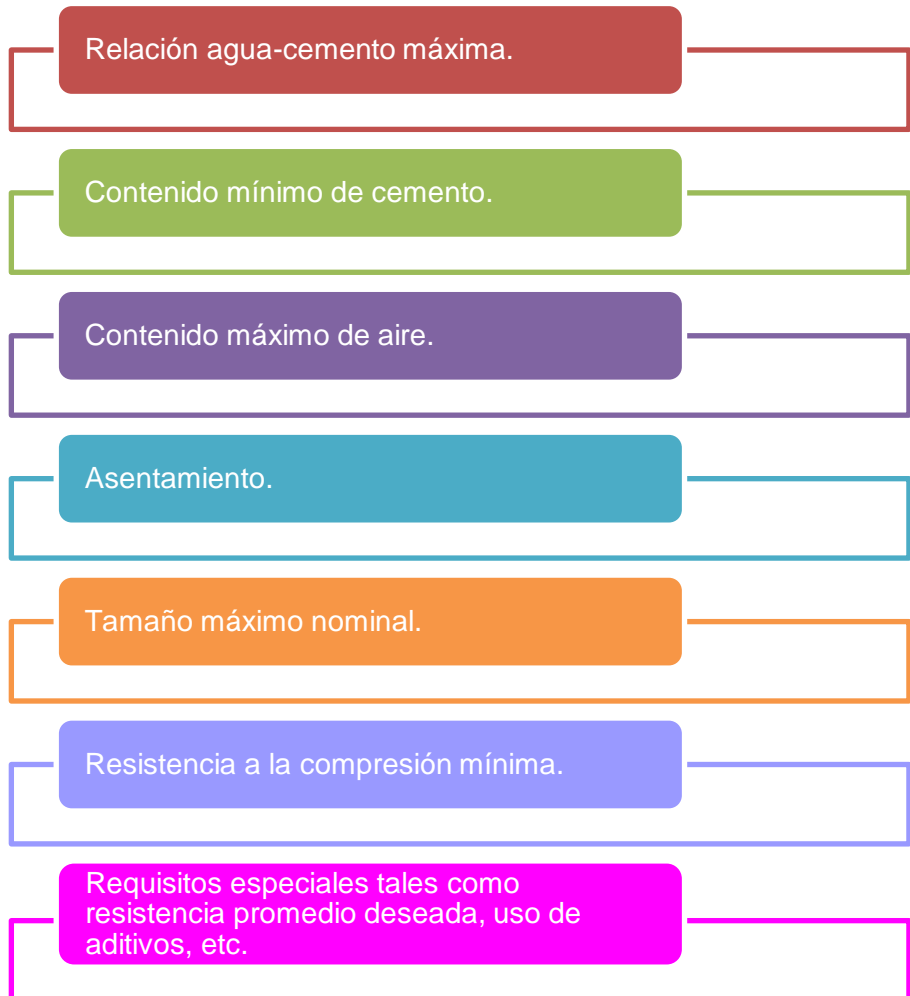 Relación agua-cemento máxima.
Contenido mínimo de cemento.
Contenido máximo de aire.
Asentamiento.
Tamaño máximo nominal.
Resistencia a la compresión mínima.
Requisitos especiales tales como
resistencia promedio deseada, uso de
aditivos, etc.